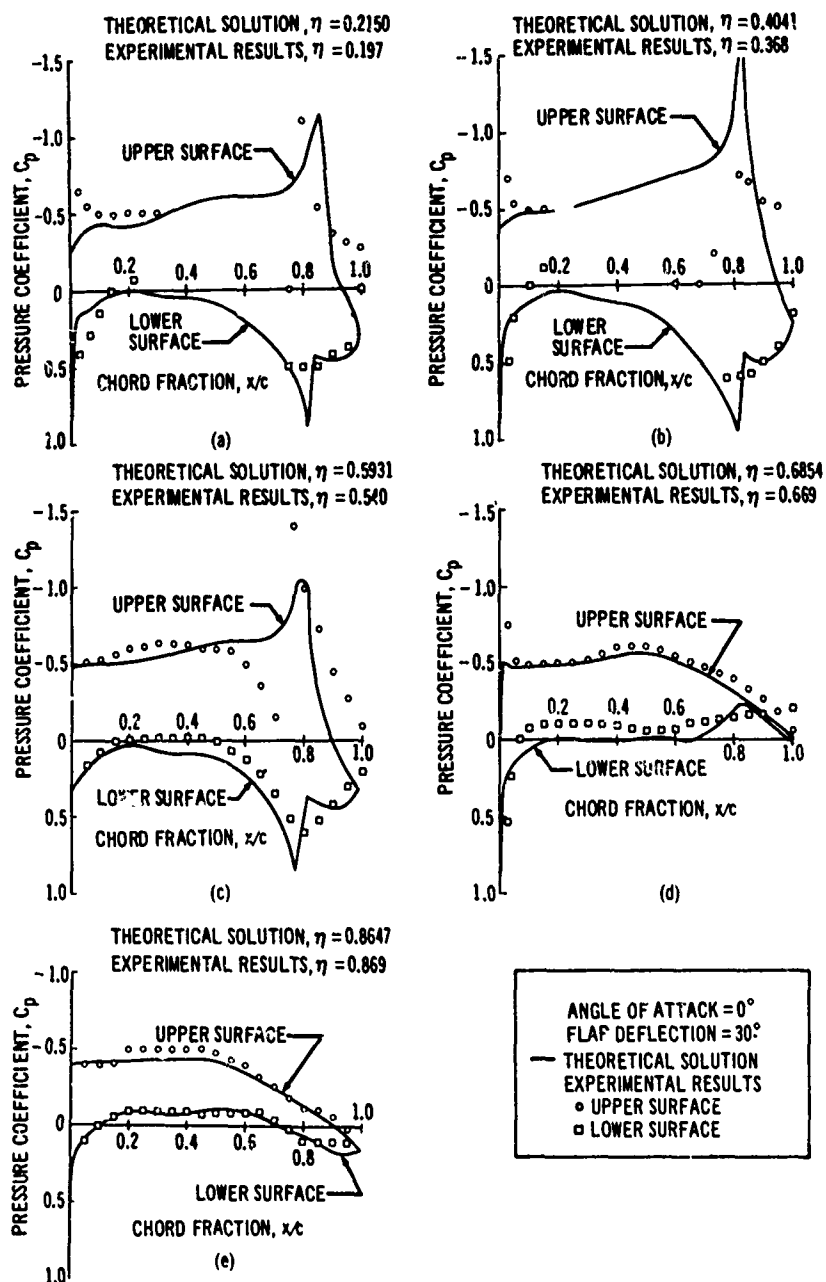 THEORETICAL SOLUTION, η = 0.2150
EXPERIMENTAL RESULTS, η = 0.197
-1.5
-1.0
-0.5
0
0.5
1.0
0.2
0.4
0.6
0.8
1.0
PRESSURE COEFFICIENT, Cp
UPPER SURFACE
LOWER
SURFACE
CHORD FRACTION, x/c
(a)
THEORETICAL SOLUTION, η = 0.4041
EXPERIMENTAL RESULTS, η = 0.368
-1.5
-1.0
-0.5
0
0.5
1.0
0.2
0.4
0.6
0.8
1.0
PRESSURE COEFFICIENT, Cp
UPPER SURFACE
LOWER
SURFACE
CHORD FRACTION, x/c
(b)
THEORETICAL SOLUTION, η = 0.5931
EXPERIMENTAL RESULTS, η = 0.540
-1.5
-1.0
-0.5
0
0.5
1.0
0.2
0.4
0.6
0.8
1.0
PRESSURE COEFFICIENT, Cp
UPPER SURFACE
LOWER SURFACE
CHORD FRACTION, x/c
(c)
THEORETICAL SOLUTION, η = 0.6854
EXPERIMENTAL RESULTS, η = 0.669
-1.5
-1.0
-0.5
0
0.5
1.0
0.2
0.4
0.6
0.8
1.0
PRESSURE COEFFICIENT, Cp
UPPER SURFACE
LOWER SURFACE
CHORD FRACTION, x/c
(d)
THEORETICAL SOLUTION, η = 0.8647
EXPERIMENTAL RESULTS, η = 0.869
-1.0
-0.5
0
0.5
1.0
0.2
0.4
0.6
0.8
1.0
PRESSURE COEFFICIENT, Cp
UPPER SURFACE
LOWER SURFACE
CHORD FRACTION, x/c
(e)
ANGLE OF ATTACK = 0°
FLAP DEFLECTION = 30°
THEORETICAL SOLUTION
EXPERIMENTAL RESULTS
UPPER SURFACE
LOWER SURFACE